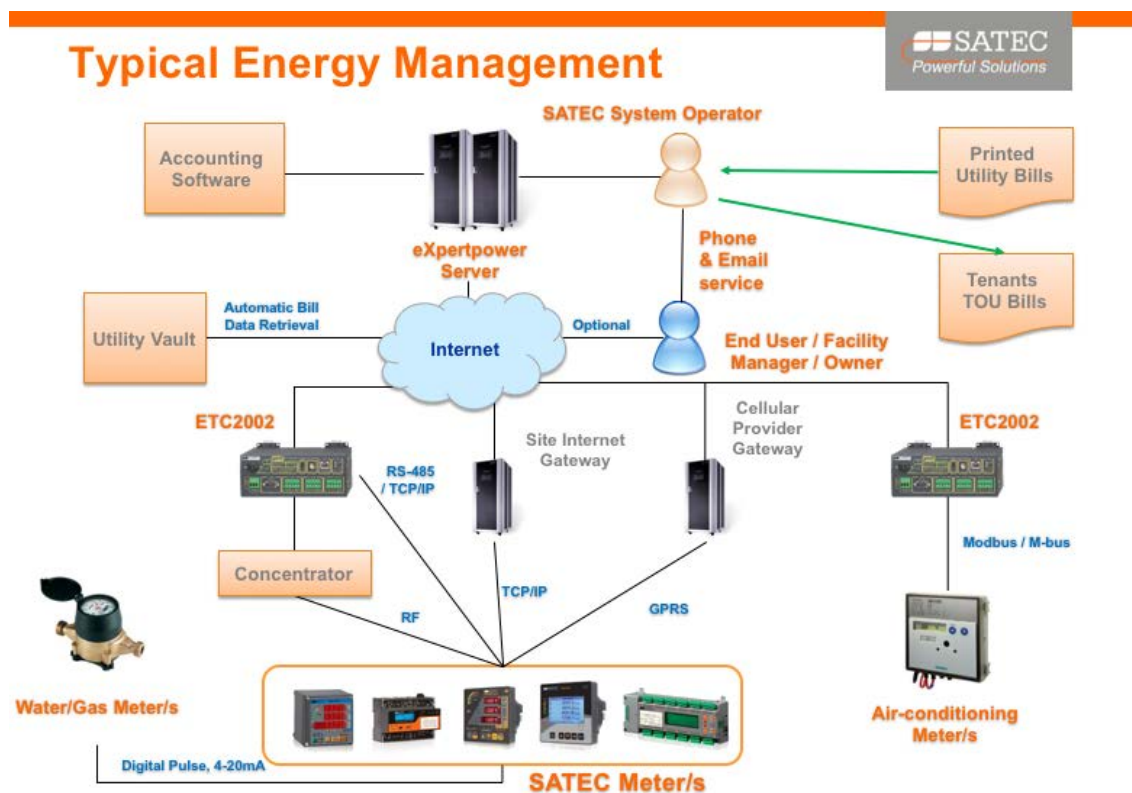 Typical Energy Management
SATEC
Powerful Solutions
SATEC System Operator
Accounting
Software
Printed
Utility Bills
eXpertpower
Server
Phone
& Email
service
Tenants
TOU Bills
Utility Vault
Automatic Bill
Data Retrieval
Internet
Optional
End User / Facility
Manager / Owner
ETC2002
Site Internet
Gateway
Cellular
Provider
Gateway
ETC2002
RS-485
/ TCP/IP
Modbus / M-bus
Concentrator
RF
TCP/IP
GPRS
Water/Gas Meter/s
Air-conditioning
Meter/s
Digital Pulse, 4-20mA
SATEC Meter/s